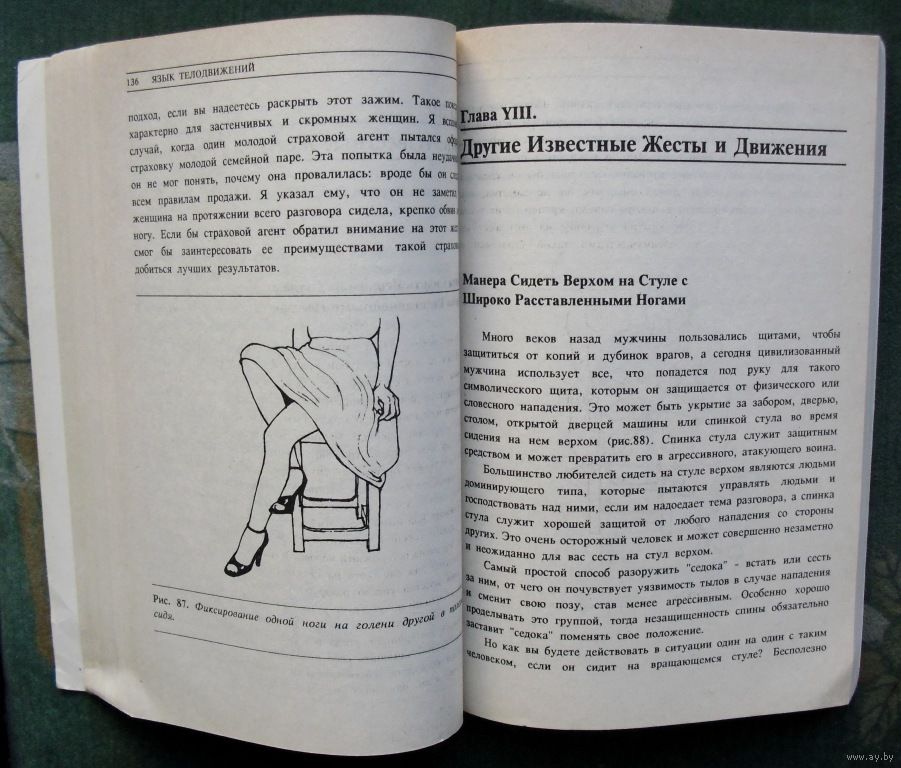 136 ЯЗЫК ТЕЛОДВИЖЕНИЙ
подход, если вы надеетесь раскрыть этот зажим. Такое
характерно для застенчивых и скромных женщин. Я
случай, когда один молодой страховой агент пытался
страховку молодой семейной паре. Эта попытка была
он не мог понять, почему она провалилась: вроде бы он
всем правилам продажи. Я указал ему, что он не
женщина на протяжении всего разговора сидела, крепко
ногу. Если бы страховой агент обратил внимание на этот
смог бы заинтересовать ее преимуществами такой
добиться лучших результатов.
Рис. 87. Фиксирование одной ноги на голени другой в
сидя.
Глава YIII.
Другие Известные Жесты и Движения
Манера Сидеть Верхом на Стуле с
Широко Расставленными Ногами
Много веков назад мужчины пользовались щитами, чтобы
защититься от копий и дубинок врагов, а сегодня цивилизованный
мужчина использует все, что попадется под руку для такого
символического щита, которым он защищается от физического или
словесного нападения. Это может быть укрытие за забором, дверью,
столом, открытой дверцей машины или спинкой стула во время
сидения на нем верхом (рис.88). Спинка стула служит защитным
средством и может превратить его в агрессивного, атакующего воина.
Большинство любителей сидеть на стуле верхом являются людьми
доминирующего типа, которые пытаются управлять людьми и
господствовать над ними, если им надоедает тема разговора, а спинка
стула служит хорошей защитой от любого нападения со стороны
других. Это очень осторожный человек и может совершенно незаметно
и неожиданно для вас сесть на стул верхом.
Самый простой способ разоружить "седока" - встать или сесть
за ним, от чего он почувствует уязвимость тылов в случае нападения
и сменит свою позу, став менее агрессивным. Особенно хорошо
проделывать это группой, тогда незащищенность спины обязательно
заставит "седока" поменять свое положение.
Но как вы будете действовать в ситуации один на один с таким
человеком, если он сидит на вращающемся стуле? Бесполезно
www.ay.by